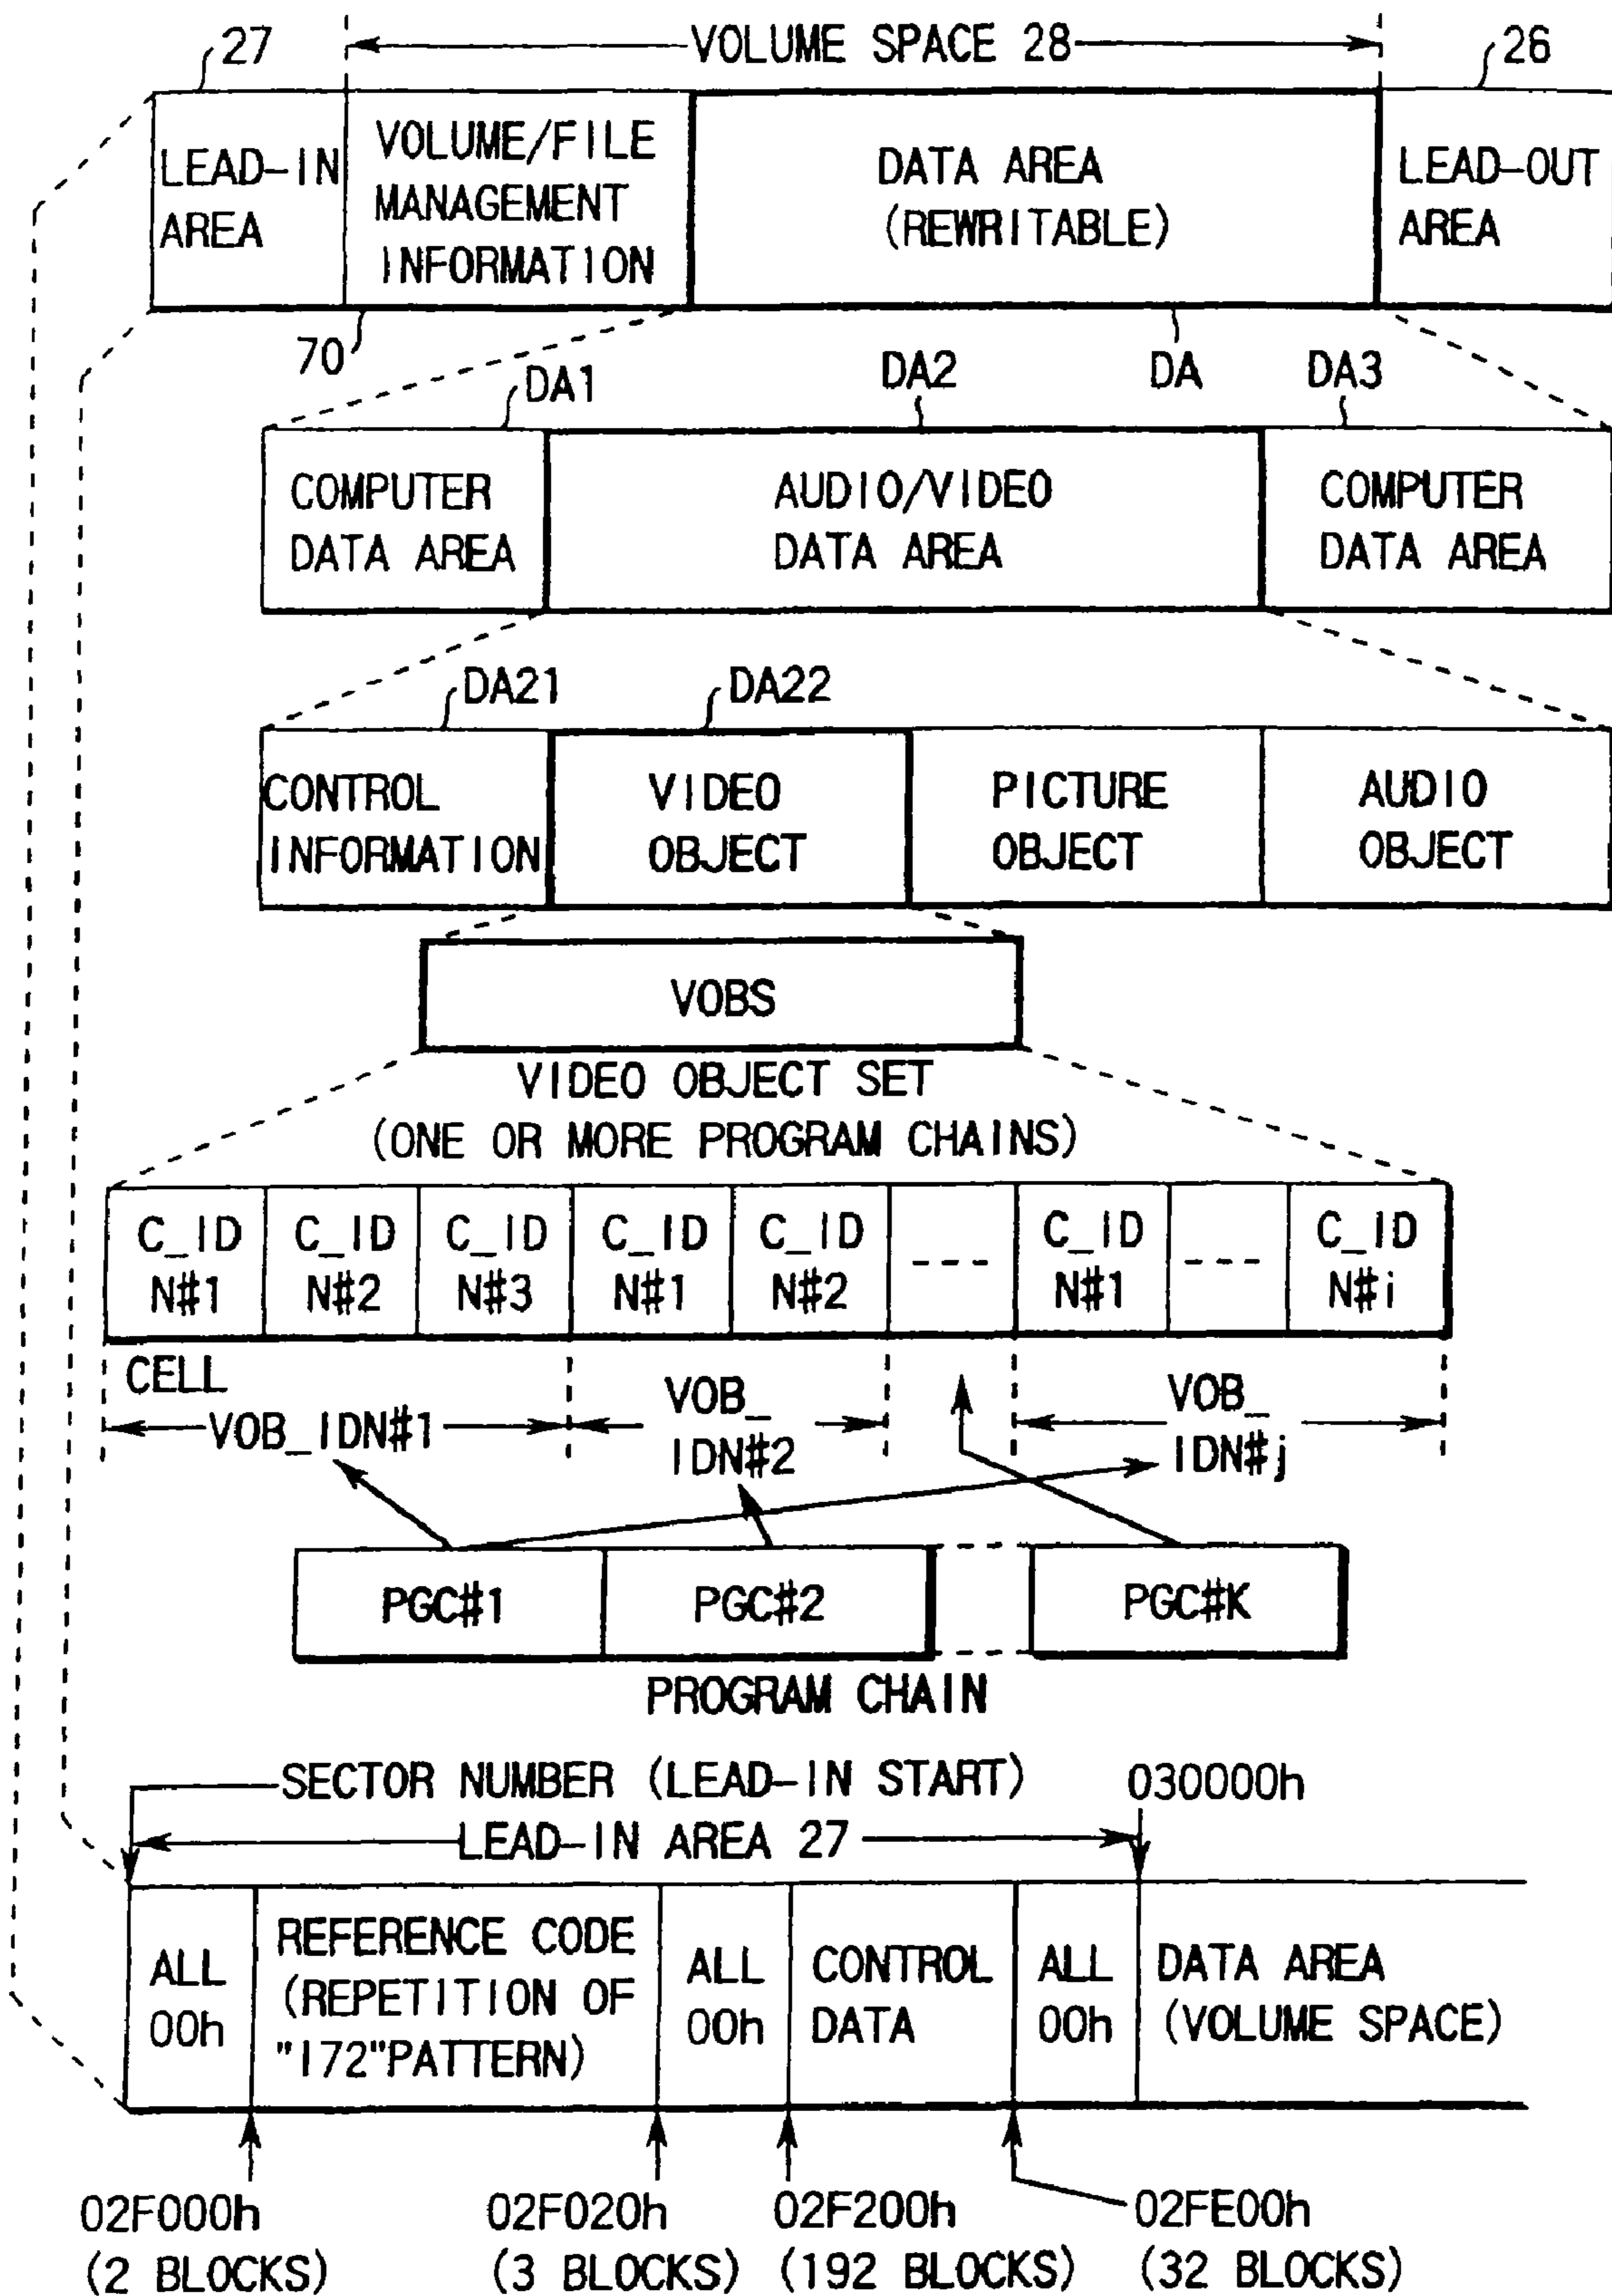 27
VOLUME SPACE 28
26
LEAD-IN
AREA
VOLUME/FILE
MANAGEMENT
INFORMATION
DATA AREA
(REWRITABLE)
LEAD-OUT
AREA
70
DA1
DA2
DA
DA3
COMPUTER
DATA AREA
AUDIO/VIDEO
DATA AREA
COMPUTER
DATA AREA
DA21
DA22
CONTROL
INFORMATION
VIDEO
OBJECT
PICTURE
OBJECT
AUDIO
OBJECT
VOBS
VIDEO OBJECT SET
(ONE OR MORE PROGRAM CHAINS)
C_ID
N#1
C_ID
N#2
C_ID
N#3
C_ID
N#1
C_ID
N#2
----
C_ID
N#1
----
C_ID
N#i
CELL
VOB_IDN#1
VOB_
IDN#2
VOB_
IDN#j
PGC#1
PGC#2
PGC#K
PROGRAM CHAIN
SECTOR NUMBER (LEAD-IN START)
030000h
LEAD-IN AREA 27
ALL
00h
REFERENCE CODE
(REPETITION OF
"172"PATTERN)
ALL
00h
CONTROL
DATA
ALL
00h
DATA AREA
(VOLUME SPACE)
02F000h
(2 BLOCKS)
02F020h
(3 BLOCKS)
02F200h
(192 BLOCKS)
02FE00h
(32 BLOCKS)